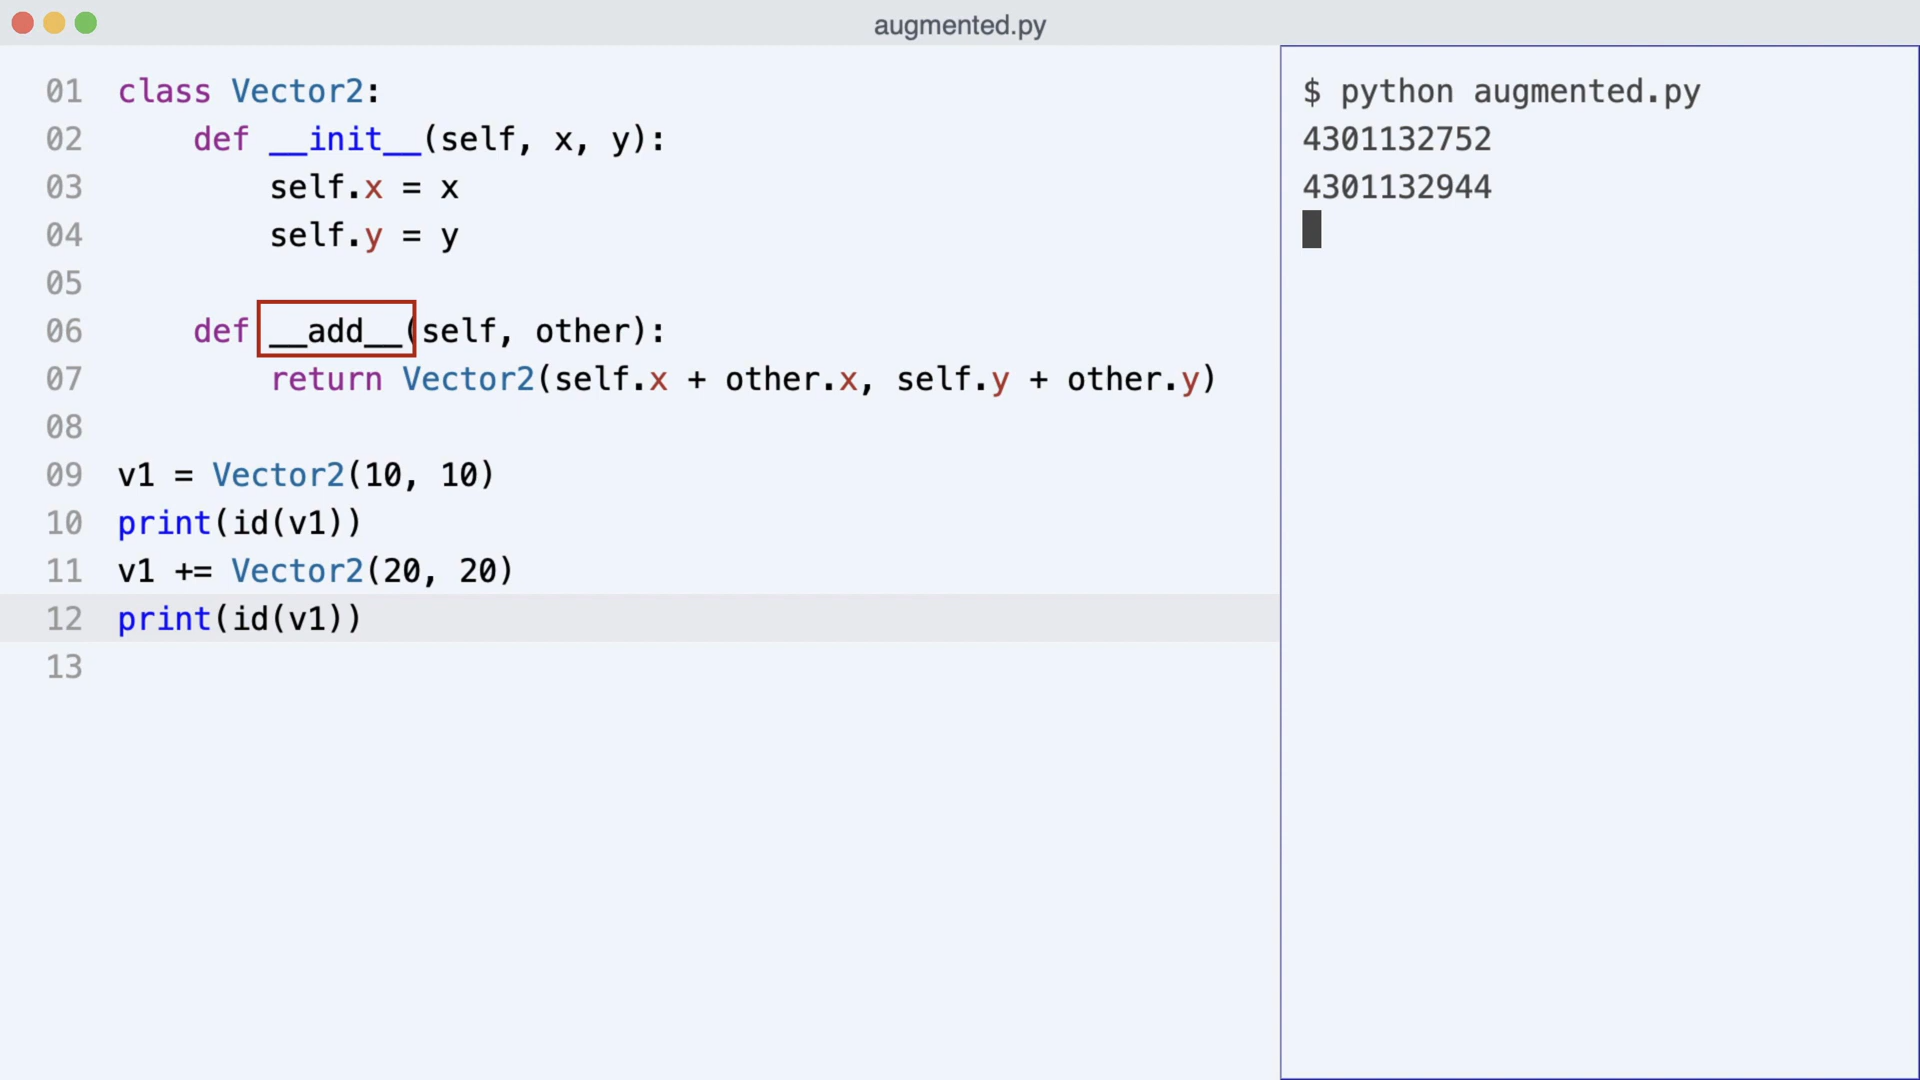 augmented.py
01 class Vector2:
02     def __init__(self, x, y):
03         self.x = x
04         self.y = y
05
06     def __add__(self, other):
07         return Vector2(self.x + other.x, self.y + other.y)
08
09 v1 = Vector2(10, 10)
10 print(id(v1))
11 v1 += Vector2(20, 20)
12 print(id(v1))
13
$ python augmented.py
4301132752
4301132944